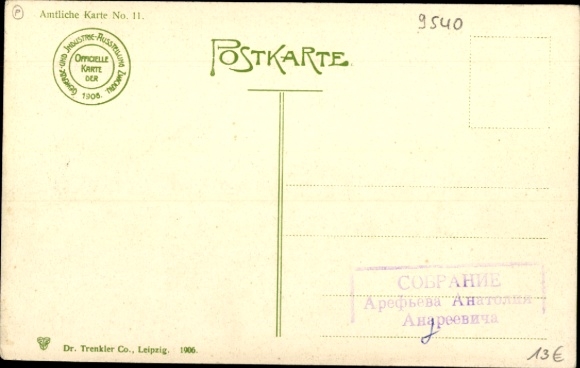 Ⓟ
Amtliche Karte No. 11.
9540
GEWERBE-UND INDUSTRIE-AUSSTELLUNG ZWICKAU
OFFICIELLE
KARTE
DER
1906.
POSTKARTE.
СОБРАНИЕ
Арефьева Анатолия
Анареевича
Dr. Trenkler Co., Leipzig. 1906.
13€